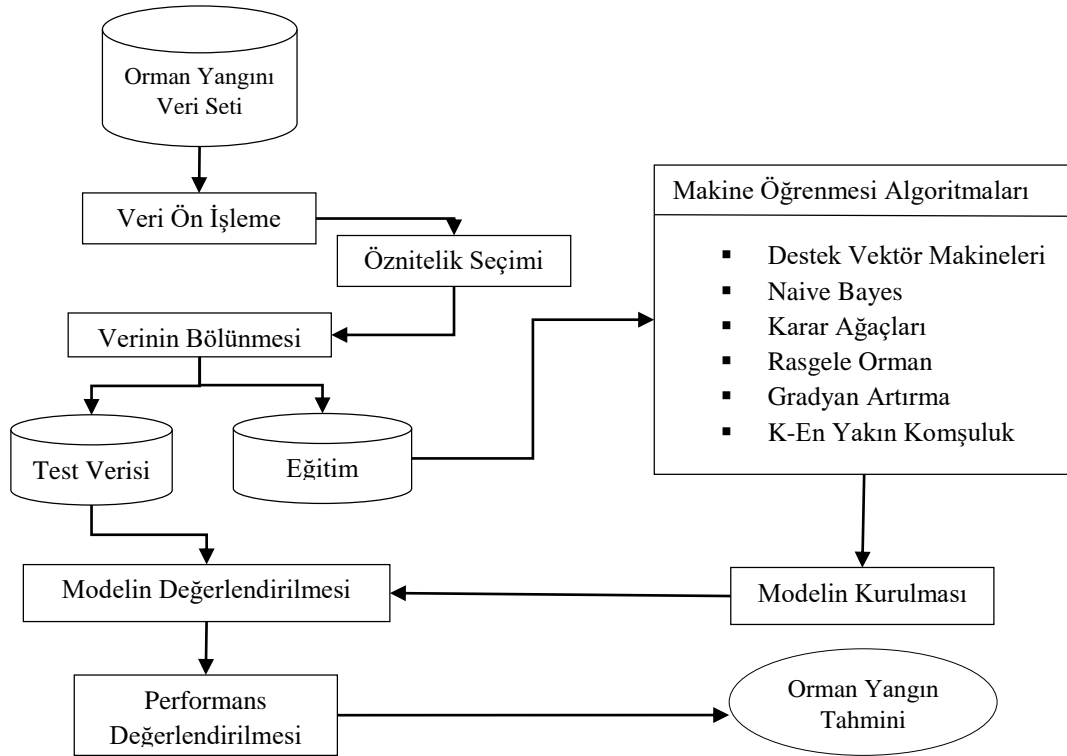 Orman Yangını
Veri Seti
Veri Ön İşleme
Öznitelik Seçimi
Verinin Bölünmesi
Test Verisi
Eğitim
Makine Öğrenmesi Algoritmaları
▪ Destek Vektör Makineleri
▪ Naive Bayes
▪ Karar Ağaçları
▪ Rasgele Orman
▪ Gradyan Artırma
▪ K-En Yakın Komşuluk
Modelin Değerlendirilmesi
Modelin Kurulması
Performans
Değerlendirilmesi
Orman Yangın
Tahmini